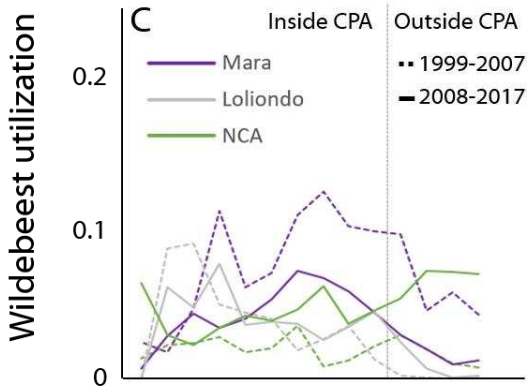 C
Inside CPA
Outside CPA
Mara
1999-2007
Loliondo
2008-2017
NCA
Wildebeest utilization
0.2
0.1
0